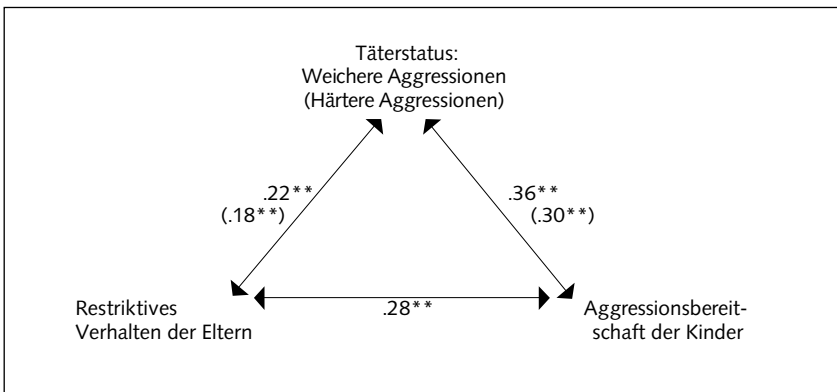 Täterstatus:
Weichere Aggressionen
(Härtere Aggressionen)
.22**
(.18**)
.36**
(.30**)
.28**
Restriktives
Verhalten der Eltern
Aggressionsbereit-
schaft der Kinder